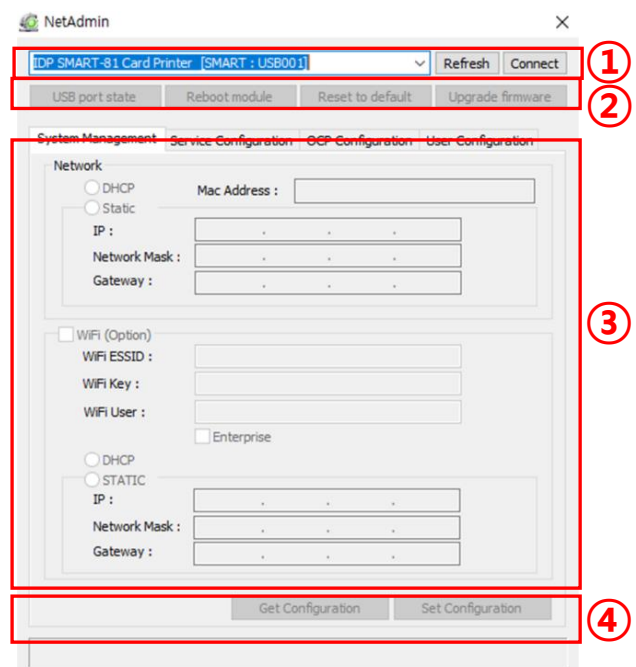 NetAdmin
IDP SMART-81 Card Printer [SMART : USB001] Refresh Connect ①
USB port state Reboot module Reset to default Upgrade firmware ②
System Management Service Configuration OCP Configuration User Configuration
Network
DHCP Mac Address :
Static
IP : . . .
Network Mask : . . .
Gateway : . . .
③
WiFi (Option)
WiFi ESSID :
WiFi Key :
WiFi User :
Enterprise
DHCP
STATIC
IP : . . .
Network Mask : . . .
Gateway : . . .
Get Configuration Set Configuration ④